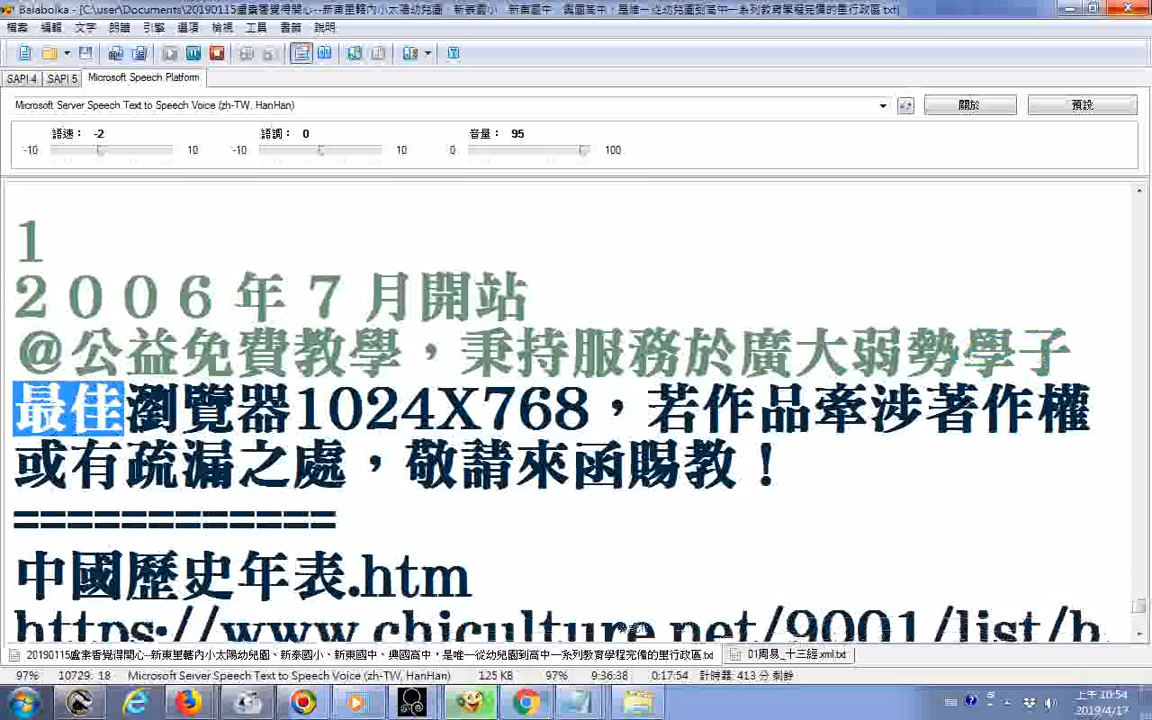 Balabolka - [C:\user\Documents\20190115盧素香覺得開心--新東里轄內小太陽幼兒園、新泰國小、新東國中、興國高中，是唯一從幼兒園到高中一系列教育學程完備的里行政區.txt]
檔案 編輯 文字 朗讀 引擎 選項 檢視 工具 書籤 說明
SAPI 4 SAPI 5 Microsoft Speech Platform
Microsoft Server Speech Text to Speech Voice (zh-TW, HanHan) 關於 預設
語速： -2 語調： 0 音量： 95
-10 10 -10 10 0 100
1
２００６年７月開站
@公益免費教學，秉持服務於廣大弱勢學子
最佳瀏覽器1024X768，若作品牽涉著作權
或有疏漏之處，敬請來函賜教！
============
中國歷史年表.htm
https://www.chiculture.net/9001/list/b
20190115盧素香覺得開心--新東里轄內小太陽幼兒園、新泰國小、新東國中、興國高中，是唯一從幼兒園到高中一系列教育學程完備的里行政區.txt 01周易_十三經.xml.txt
97% 10729: 18 Microsoft Server Speech Text to Speech Voice (zh-TW, HanHan) 125 KB 97% 9:36:38 0:17:54 計時器: 413 分 剩餘
上午 10:54
2019/4/17